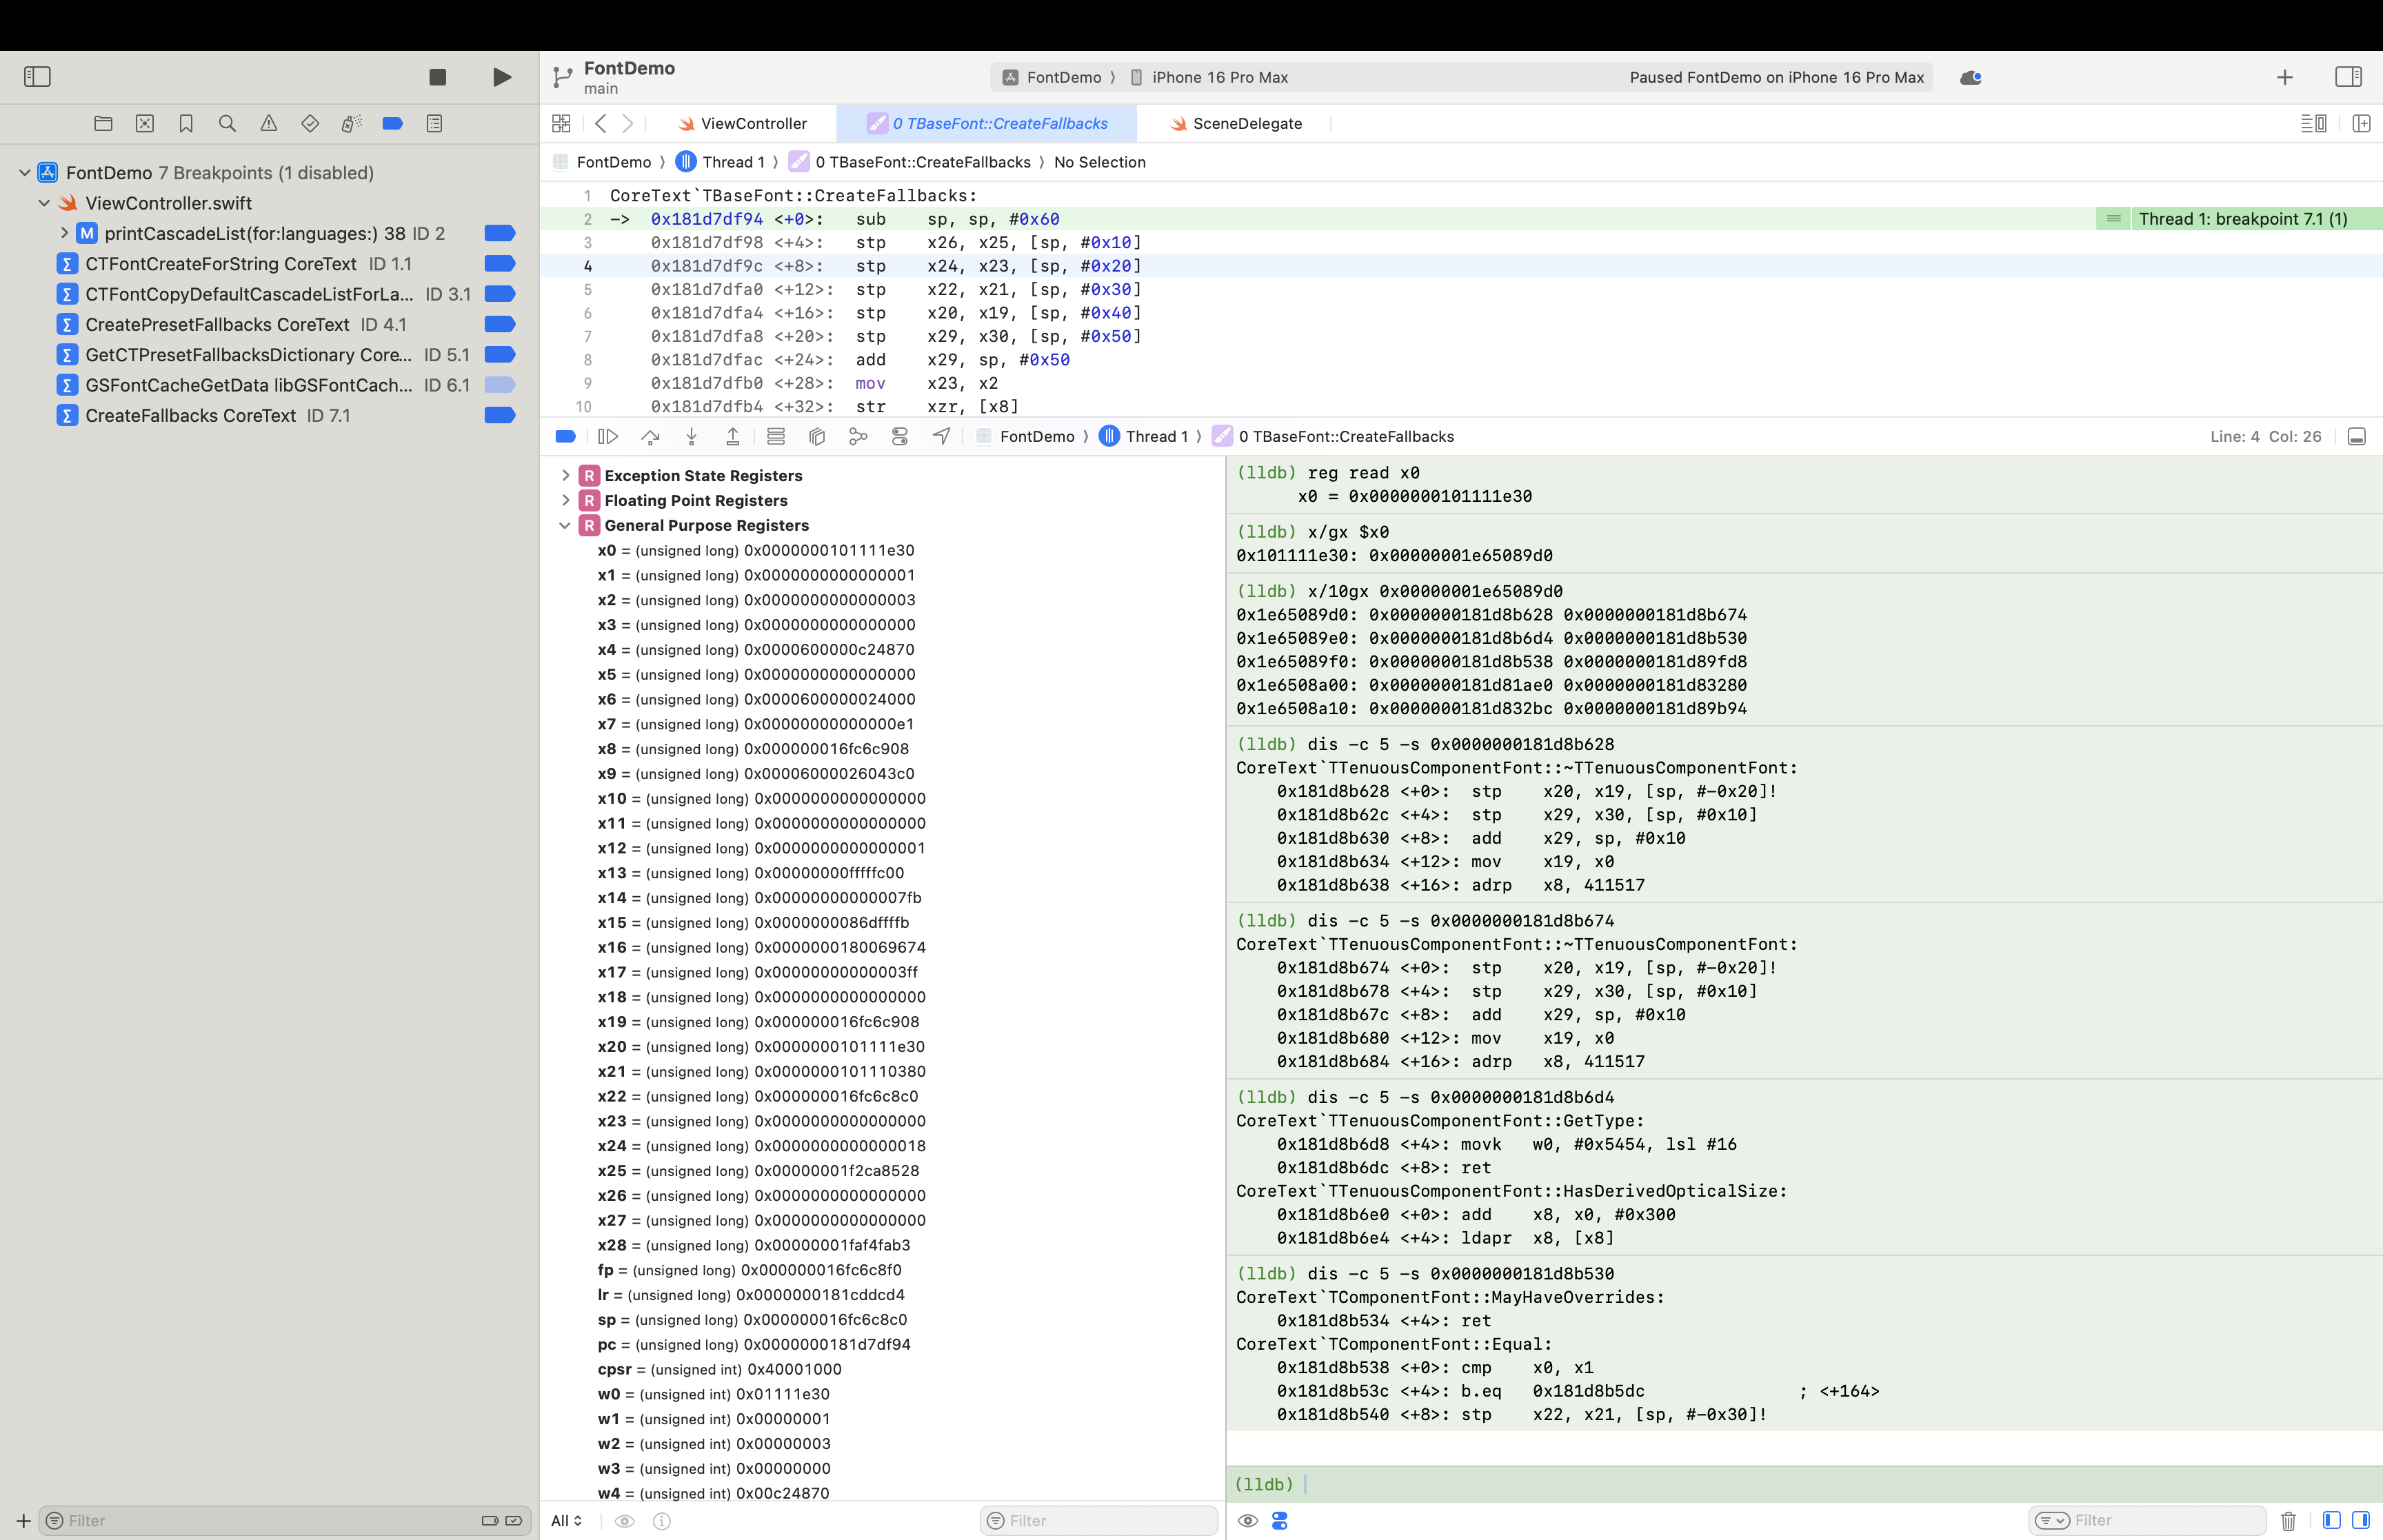 FontDemo
main
FontDemo 〉 iPhone 16 Pro Max
Paused FontDemo on iPhone 16 Pro Max
ViewController
0 TBaseFont::CreateFallbacks
SceneDelegate
FontDemo 7 Breakpoints (1 disabled)
ViewController.swift
M printCascadeList(for:languages:) 38 ID 2
Σ CTFontCreateForString CoreText ID 1.1
Σ CTFontCopyDefaultCascadeListForLa... ID 3.1
Σ CreatePresetFallbacks CoreText ID 4.1
Σ GetCTPresetFallbacksDictionary Core... ID 5.1
Σ GSFontCacheGetData libGSFontCach... ID 6.1
Σ CreateFallbacks CoreText ID 7.1
Filter
FontDemo 〉 Thread 1 〉 0 TBaseFont::CreateFallbacks 〉 No Selection
1 CoreText`TBaseFont::CreateFallbacks:
2 -> 0x181d7df94 <+0>: sub sp, sp, #0x60
Thread 1: breakpoint 7.1 (1)
3 0x181d7df98 <+4>: stp x26, x25, [sp, #0x10]
4 0x181d7df9c <+8>: stp x24, x23, [sp, #0x20]
5 0x181d7dfa0 <+12>: stp x22, x21, [sp, #0x30]
6 0x181d7dfa4 <+16>: stp x20, x19, [sp, #0x40]
7 0x181d7dfa8 <+20>: stp x29, x30, [sp, #0x50]
8 0x181d7dfac <+24>: add x29, sp, #0x50
9 0x181d7dfb0 <+28>: mov x23, x2
10 0x181d7dfb4 <+32>: str xzr, [x8]
FontDemo 〉 Thread 1 〉 0 TBaseFont::CreateFallbacks
Line: 4 Col: 26
R Exception State Registers
R Floating Point Registers
R General Purpose Registers
x0 = (unsigned long) 0x0000000101111e30
x1 = (unsigned long) 0x0000000000000001
x2 = (unsigned long) 0x0000000000000003
x3 = (unsigned long) 0x0000000000000000
x4 = (unsigned long) 0x0000600000c24870
x5 = (unsigned long) 0x0000000000000000
x6 = (unsigned long) 0x0000600000024000
x7 = (unsigned long) 0x00000000000000e1
x8 = (unsigned long) 0x000000016fc6c908
x9 = (unsigned long) 0x00006000026043c0
x10 = (unsigned long) 0x0000000000000000
x11 = (unsigned long) 0x0000000000000000
x12 = (unsigned long) 0x0000000000000001
x13 = (unsigned long) 0x00000000fffffc00
x14 = (unsigned long) 0x00000000000007fb
x15 = (unsigned long) 0x0000000086dffffb
x16 = (unsigned long) 0x0000000180069674
x17 = (unsigned long) 0x00000000000003ff
x18 = (unsigned long) 0x0000000000000000
x19 = (unsigned long) 0x000000016fc6c908
x20 = (unsigned long) 0x0000000101111e30
x21 = (unsigned long) 0x0000000101110380
x22 = (unsigned long) 0x000000016fc6c8c0
x23 = (unsigned long) 0x0000000000000000
x24 = (unsigned long) 0x0000000000000018
x25 = (unsigned long) 0x00000001f2ca8528
x26 = (unsigned long) 0x0000000000000000
x27 = (unsigned long) 0x0000000000000000
x28 = (unsigned long) 0x00000001faf4fab3
fp = (unsigned long) 0x000000016fc6c8f0
lr = (unsigned long) 0x0000000181cddcd4
sp = (unsigned long) 0x000000016fc6c8c0
pc = (unsigned long) 0x0000000181d7df94
cpsr = (unsigned int) 0x40001000
w0 = (unsigned int) 0x01111e30
w1 = (unsigned int) 0x00000001
w2 = (unsigned int) 0x00000003
w3 = (unsigned int) 0x00000000
w4 = (unsigned int) 0x00c24870
All
Filter
(lldb) reg read x0
x0 = 0x0000000101111e30
(lldb) x/gx $x0
0x101111e30: 0x00000001e65089d0
(lldb) x/10gx 0x00000001e65089d0
0x1e65089d0: 0x0000000181d8b628 0x0000000181d8b674
0x1e65089e0: 0x0000000181d8b6d4 0x0000000181d8b530
0x1e65089f0: 0x0000000181d8b538 0x0000000181d89fd8
0x1e6508a00: 0x0000000181d81ae0 0x0000000181d83280
0x1e6508a10: 0x0000000181d832bc 0x0000000181d89b94
(lldb) dis -c 5 -s 0x0000000181d8b628
CoreText`TTenuousComponentFont::~TTenuousComponentFont:
0x181d8b628 <+0>: stp x20, x19, [sp, #-0x20]!
0x181d8b62c <+4>: stp x29, x30, [sp, #0x10]
0x181d8b630 <+8>: add x29, sp, #0x10
0x181d8b634 <+12>: mov x19, x0
0x181d8b638 <+16>: adrp x8, 411517
(lldb) dis -c 5 -s 0x0000000181d8b674
CoreText`TTenuousComponentFont::~TTenuousComponentFont:
0x181d8b674 <+0>: stp x20, x19, [sp, #-0x20]!
0x181d8b678 <+4>: stp x29, x30, [sp, #0x10]
0x181d8b67c <+8>: add x29, sp, #0x10
0x181d8b680 <+12>: mov x19, x0
0x181d8b684 <+16>: adrp x8, 411517
(lldb) dis -c 5 -s 0x0000000181d8b6d4
CoreText`TTenuousComponentFont::GetType:
0x181d8b6d8 <+4>: movk w0, #0x5454, lsl #16
0x181d8b6dc <+8>: ret
CoreText`TTenuousComponentFont::HasDerivedOpticalSize:
0x181d8b6e0 <+0>: add x8, x0, #0x300
0x181d8b6e4 <+4>: ldapr x8, [x8]
(lldb) dis -c 5 -s 0x0000000181d8b530
CoreText`TComponentFont::MayHaveOverrides:
0x181d8b534 <+4>: ret
CoreText`TComponentFont::Equal:
0x181d8b538 <+0>: cmp x0, x1
0x181d8b53c <+4>: b.eq 0x181d8b5dc ; <+164>
0x181d8b540 <+8>: stp x22, x21, [sp, #-0x30]!
(lldb)
Filter